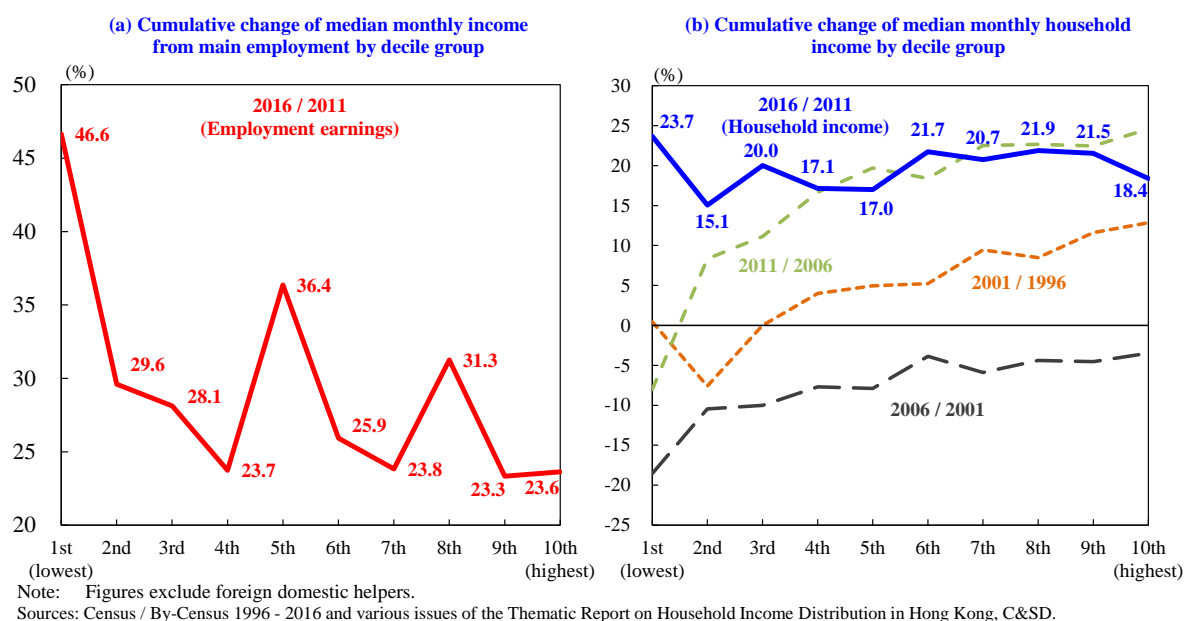 (a) Cumulative change of median monthly income
from main employment by decile group
(%)
50
45
40
35
30
25
20
2016 / 2011
(Employment earnings)
46.6
29.6
28.1
23.7
36.4
25.9
23.8
31.3
23.3
23.6
1st 2nd 3rd 4th 5th 6th 7th 8th 9th 10th
(lowest) (highest)
(b) Cumulative change of median monthly household
income by decile group
(%)
30
25
20
15
10
5
0
-5
-10
-15
-20
-25
2016 / 2011
(Household income)
23.7
15.1
20.0
17.1
17.0
21.7
20.7
21.9
21.5
18.4
2011 / 2006
2001 / 1996
2006 / 2001
1st 2nd 3rd 4th 5th 6th 7th 8th 9th 10th
(lowest) (highest)
Note: Figures exclude foreign domestic helpers.
Sources: Census / By-Census 1996 - 2016 and various issues of the Thematic Report on Household Income Distribution in Hong Kong, C&SD.